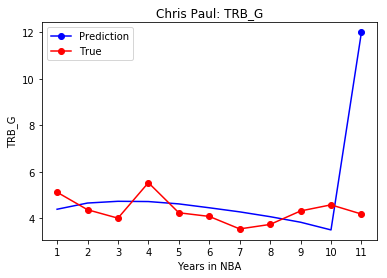 Chris Paul: TRB_G
Prediction
True
12
10
8
6
4
TRB_G
1 2 3 4 5 6 7 8 9 10 11
Years in NBA